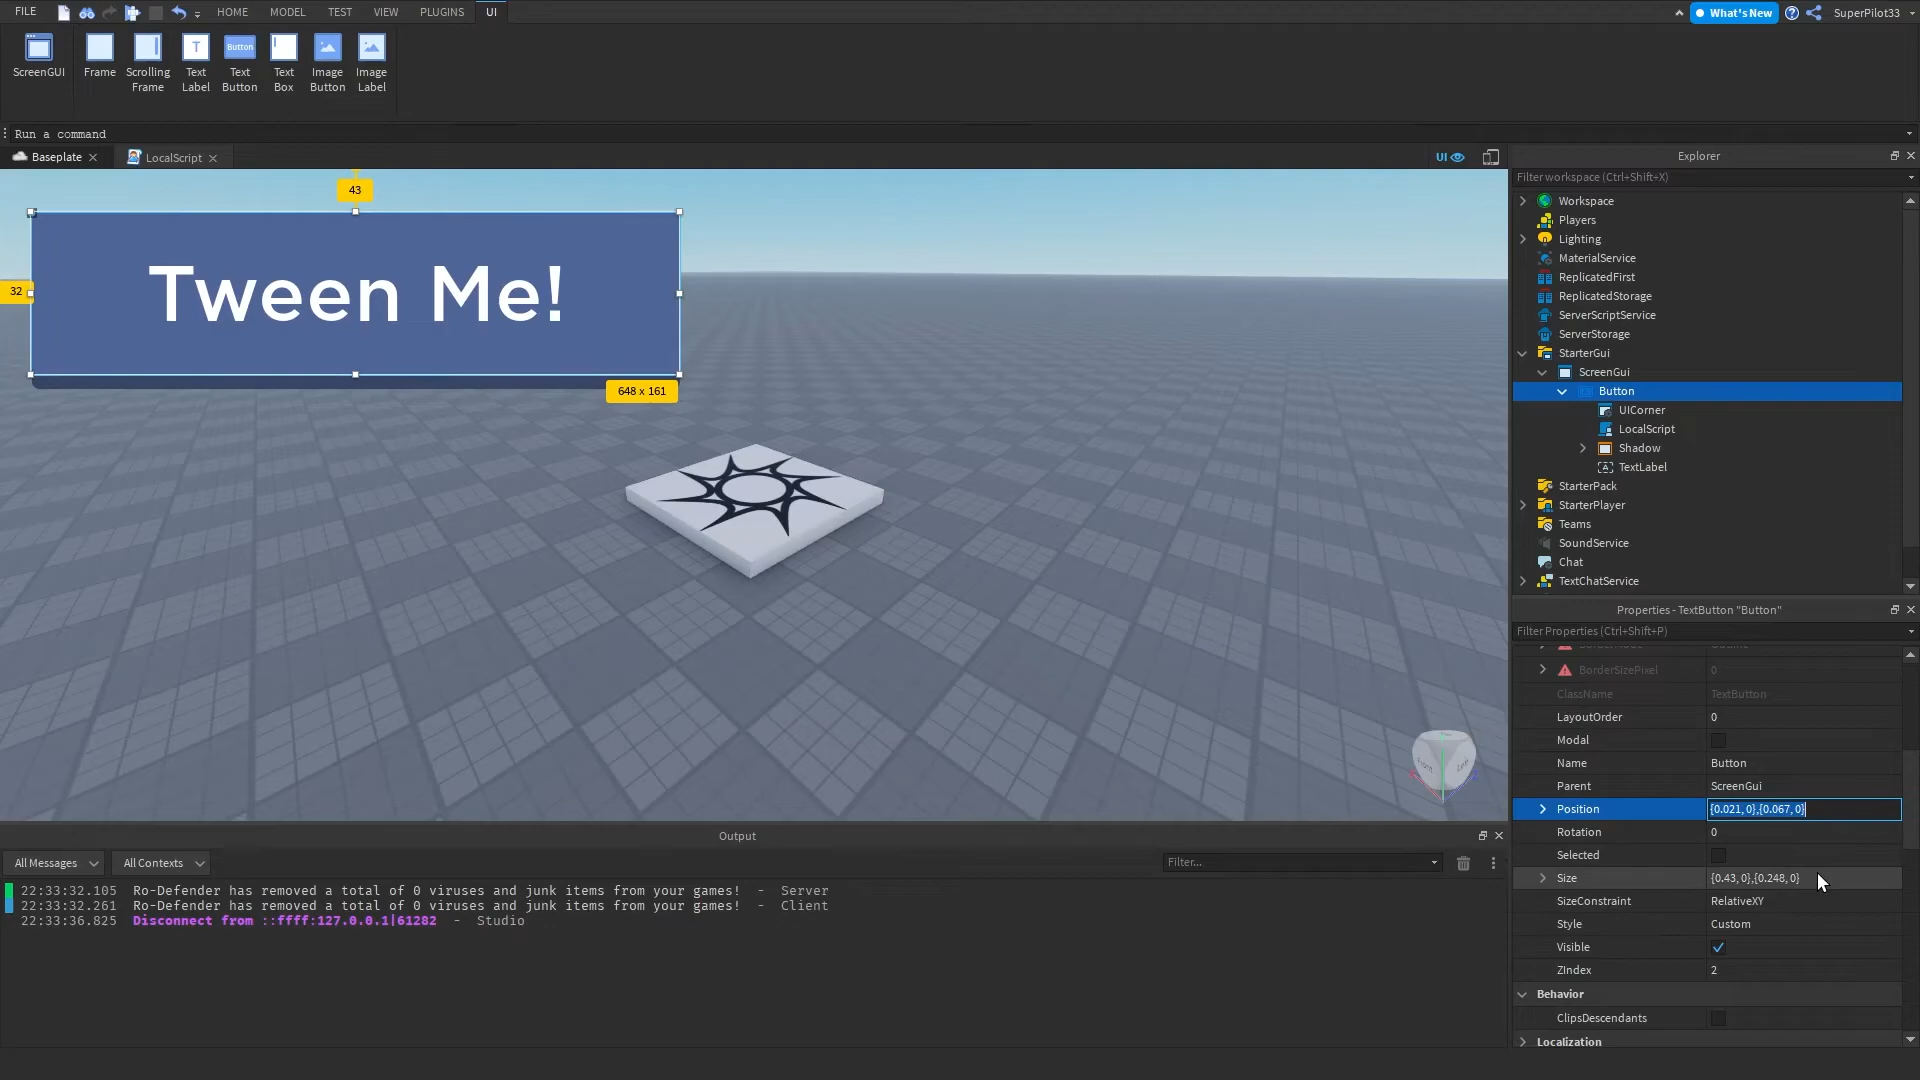 FILE
HOME
MODEL
TEST
VIEW
PLUGINS
UI
What's New
SuperPilot33
ScreenGUI
Frame
Scrolling
Frame
T
Text
Label
Button
Text
Button
Text
Box
Image
Button
Image
Label
Run a command
Baseplate
LocalScript
UI
43
32
Tween Me!
648 x 161
Explorer
Filter workspace (Ctrl+Shift+X)
Workspace
Players
Lighting
MaterialService
ReplicatedFirst
ReplicatedStorage
ServerScriptService
ServerStorage
StarterGui
ScreenGui
Button
UICorner
LocalScript
Shadow
TextLabel
StarterPack
StarterPlayer
Teams
SoundService
Chat
TextChatService
Properties - TextButton "Button"
Filter Properties (Ctrl+Shift+P)
BorderSizePixel 0
ClassName TextButton
LayoutOrder 0
Modal
Name Button
Parent ScreenGui
Position {0.021, 0},{0.067, 0}
Rotation 0
Selected
Size {0.43, 0},{0.248, 0}
SizeConstraint RelativeXY
Style Custom
Visible
ZIndex 2
Behavior
ClipsDescendants
Localization
Output
All Messages
All Contexts
Filter...
22:33:32.105 Ro-Defender has removed a total of 0 viruses and junk items from your games! - Server
22:33:32.261 Ro-Defender has removed a total of 0 viruses and junk items from your games! - Client
22:33:36.825 Disconnect from ::ffff:127.0.0.1|61282 - Studio